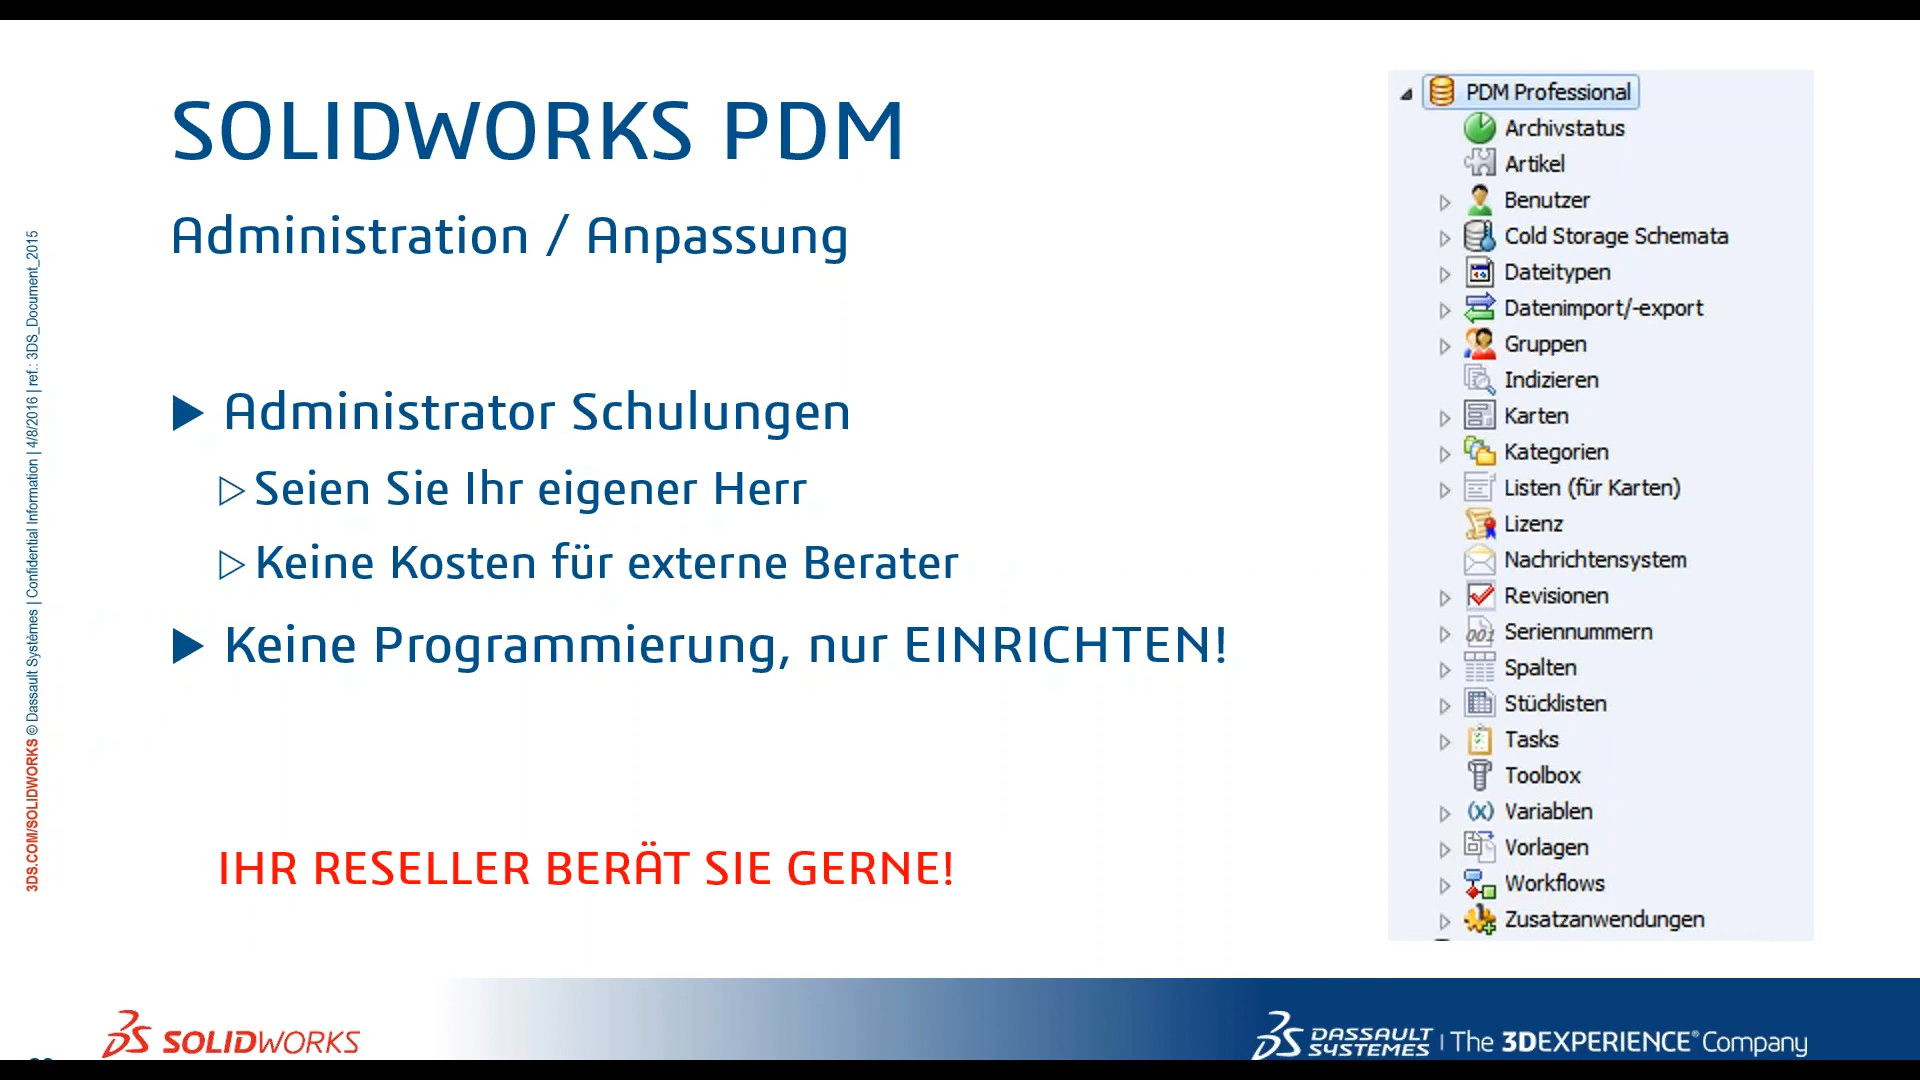 SOLIDWORKS PDM
Administration / Anpassung
Administrator Schulungen
Seien Sie Ihr eigener Herr
Keine Kosten für externe Berater
Keine Programmierung, nur EINRICHTEN!
IHR RESELLER BERÄT SIE GERNE!
PDM Professional
Archivstatus
Artikel
Benutzer
Cold Storage Schemata
Dateitypen
Datenimport/-export
Gruppen
Indizieren
Karten
Kategorien
Listen (für Karten)
Lizenz
Nachrichtensystem
Revisionen
Seriennummern
Spalten
Stücklisten
Tasks
Toolbox
Variablen
Vorlagen
Workflows
Zusatzanwendungen
3DS.COM/SOLIDWORKS © Dassault Systèmes | Confidential Information | 4/8/2016 | ref.: 3DS_Document_2015
SOLIDWORKS
DASSAULT SYSTEMES | The 3DEXPERIENCE® Company